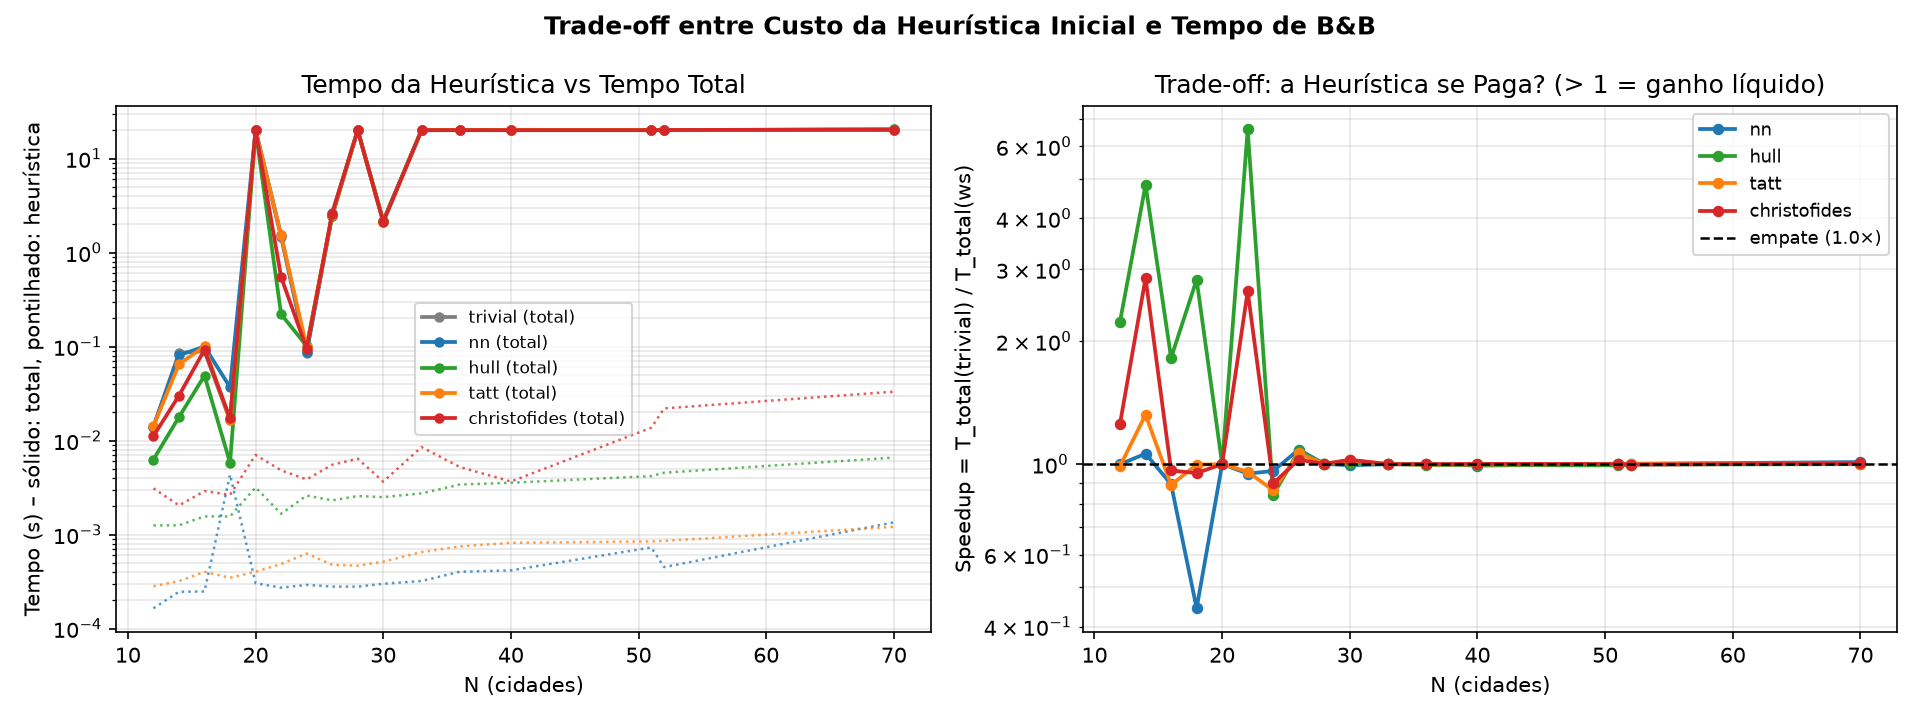 Trade-off entre Custo da Heurística Inicial e Tempo de B&B
Tempo da Heurística vs Tempo Total
Tempo (s) – sólido: total, pontilhado: heurística
10¹
10⁰
10⁻¹
10⁻²
10⁻³
10⁻⁴
trivial (total)
nn (total)
hull (total)
tatt (total)
christofides (total)
10 20 30 40 50 60 70
N (cidades)
Trade-off: a Heurística se Paga? (> 1 = ganho líquido)
Speedup = T_total(trivial) / T_total(ws)
6 × 10⁰
4 × 10⁰
3 × 10⁰
2 × 10⁰
10⁰
6 × 10⁻¹
4 × 10⁻¹
nn
hull
tatt
christofides
empate (1.0×)
10 20 30 40 50 60 70
N (cidades)